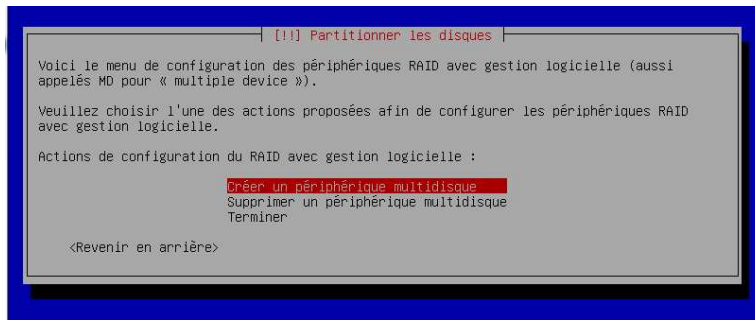 [!!] Partitionner les disques
Voici le menu de configuration des périphériques RAID avec gestion logicielle (aussi
appelés MD pour « multiple device »).
Veuillez choisir l'une des actions proposées afin de configurer les périphériques RAID
avec gestion logicielle.
Actions de configuration du RAID avec gestion logicielle :
Créer un périphérique multidisque
Supprimer un périphérique multidisque
Terminer
<Revenir en arrière>